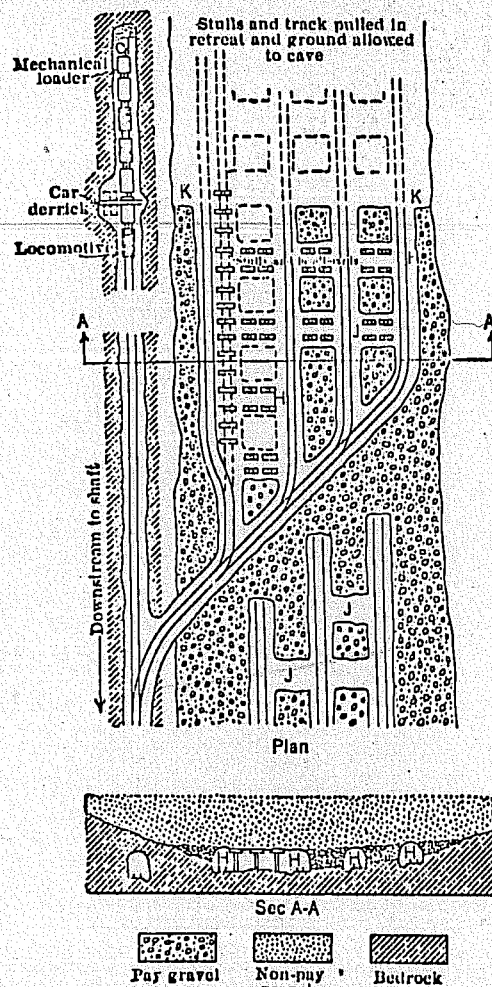 Stulls and track pulled in
retreat and ground allowed
to cave
Mechanical
loader
Car
derrick
Locomotive
K
K
A
A
Downstream to shaft
J
J
Plan
Sec A-A
Pay gravel
Non-pay
Bedrock